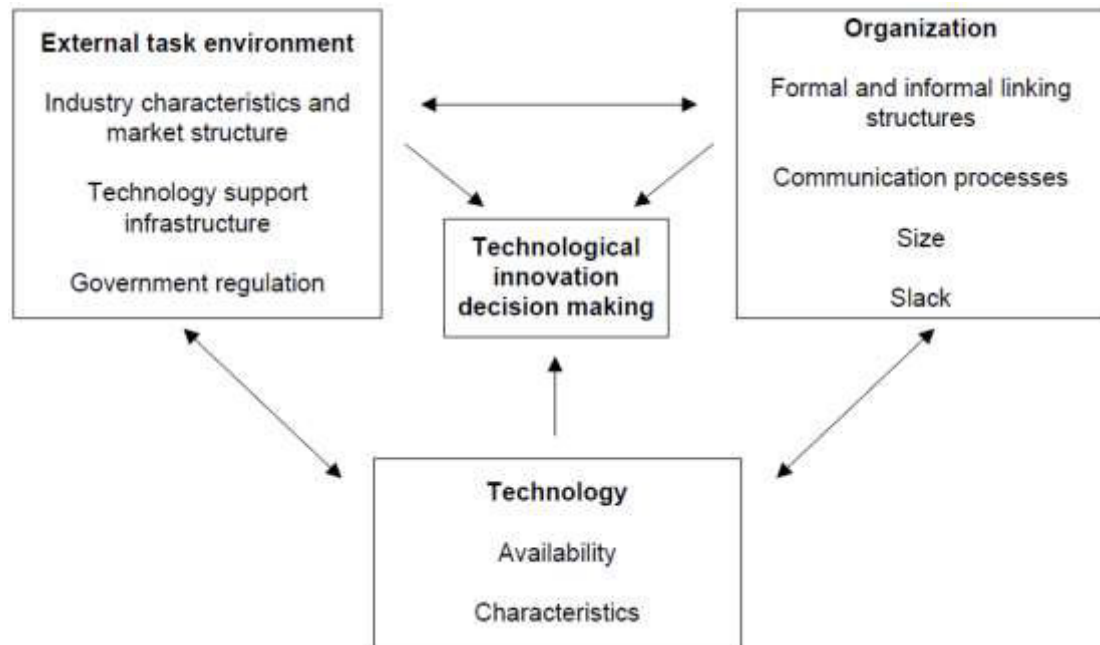 External task environment
Industry characteristics and
market structure
Technology support
infrastructure
Government regulation
Organization
Formal and informal linking
structures
Communication processes
Size
Slack
Technological
innovation
decision making
Technology
Availability
Characteristics